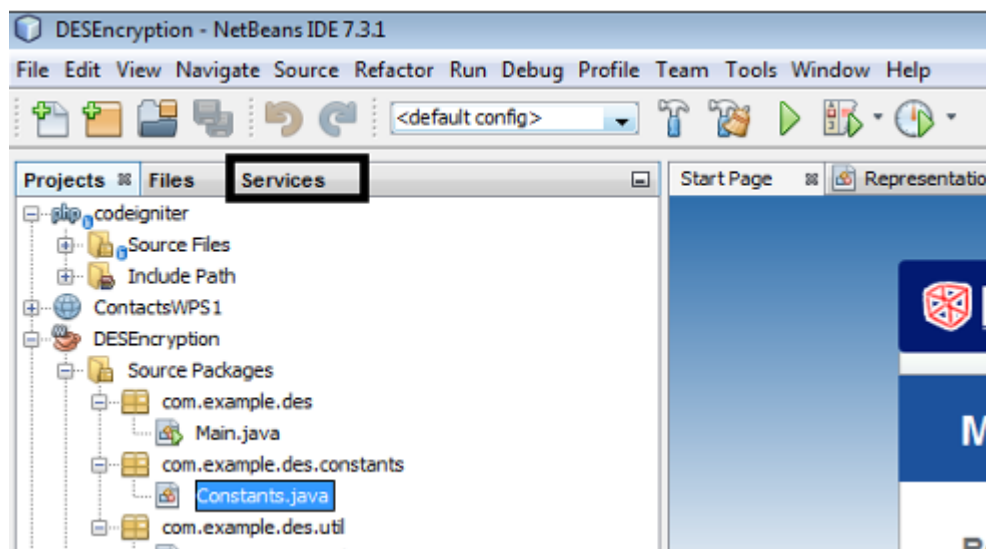 DESEncryption - NetBeans IDE 7.3.1
File Edit View Navigate Source Refactor Run Debug Profile Team Tools Window Help
<default config>
Projects Files Services
Start Page
php codeigniter
Source Files
Include Path
ContactsWPS1
DESEncryption
Source Packages
com.example.des
Main.java
com.example.des.constants
Constants.java
com.example.des.util
M